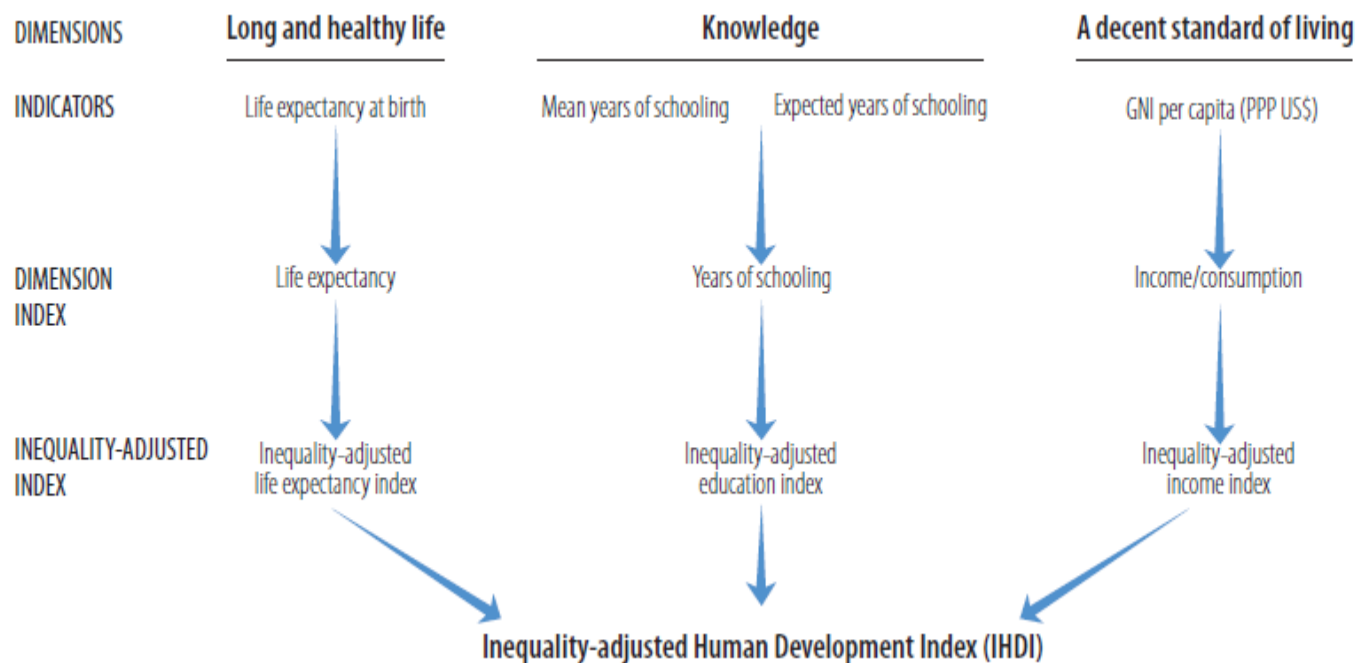 DIMENSIONS
Long and healthy life
Knowledge
A decent standard of living
INDICATORS
Life expectancy at birth
Mean years of schooling
Expected years of schooling
GNI per capita (PPP US$)
DIMENSION
INDEX
Life expectancy
Years of schooling
Income/consumption
INEQUALITY-ADJUSTED
INDEX
Inequality-adjusted
life expectancy index
Inequality-adjusted
education index
Inequality-adjusted
income index
Inequality-adjusted Human Development Index (IHDI)